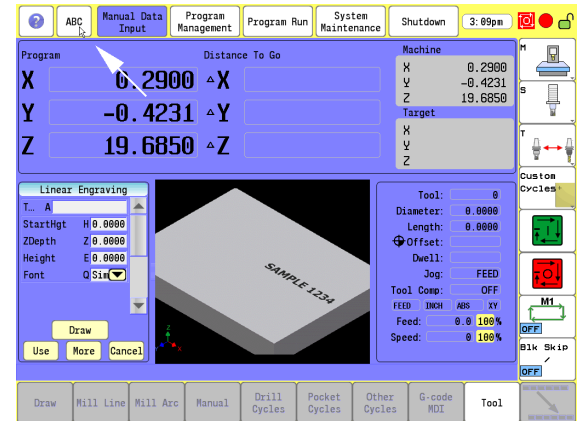 ?
ABC
Manual Data
Input
Program
Management
Program Run
System
Maintenance
Shutdown
3:09pm
Program
Distance To Go
Machine
X 0.2900 ΔX
Y -0.4231 ΔY
Z 19.6850 ΔZ
X 0.2900
Y -0.4231
Z 19.6850
Target
X
Y
Z
Linear Engraving
T... A
StartHgt H 0.0000
ZDepth Z 0.0000
Height E 0.0000
Font Q Sim
Draw
Use
More
Cancel
SAMPLE 1234
Z
Y
X
Tool: 0
Diameter: 0.0000
Length: 0.0000
Offset:
Dwell:
Jog: FEED
Tool Comp: OFF
FEED INCH ABS XY
Feed: 0.0 100%
Speed: 0 100%
M
S
T
Custom
Cycles
M1
OFF
Blk Skip
/
OFF
Draw
Mill Line
Mill Arc
Manual
Drill
Cycles
Pocket
Cycles
Other
Cycles
G-code
MDI
Tool